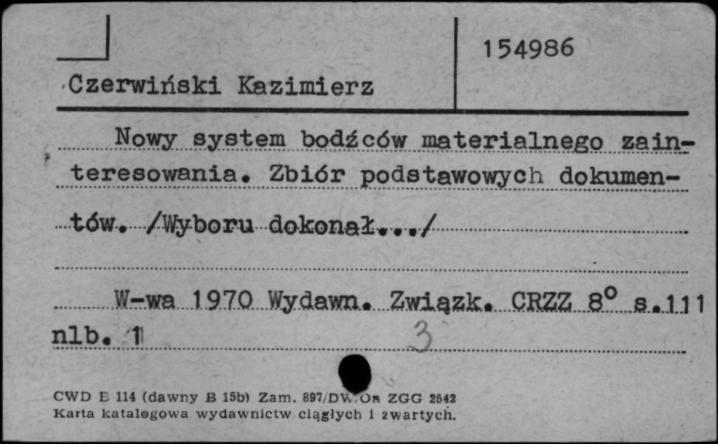 154986
Czerwiński Kazimierz
Nowy system bodźców materialnego zain-
teresowania. Zbiór podstawowych dokumen-
tów. /Wyboru dokonał.../
W-wa 1970 Wydawn. Związk. CRZZ 8° s.111
nlb. 1 3
CWD E 114 (dawny B 15b) Zam. 897/DW. ZGG 2642
Karta katalogowa wydawnictw ciągłych i zwartych.